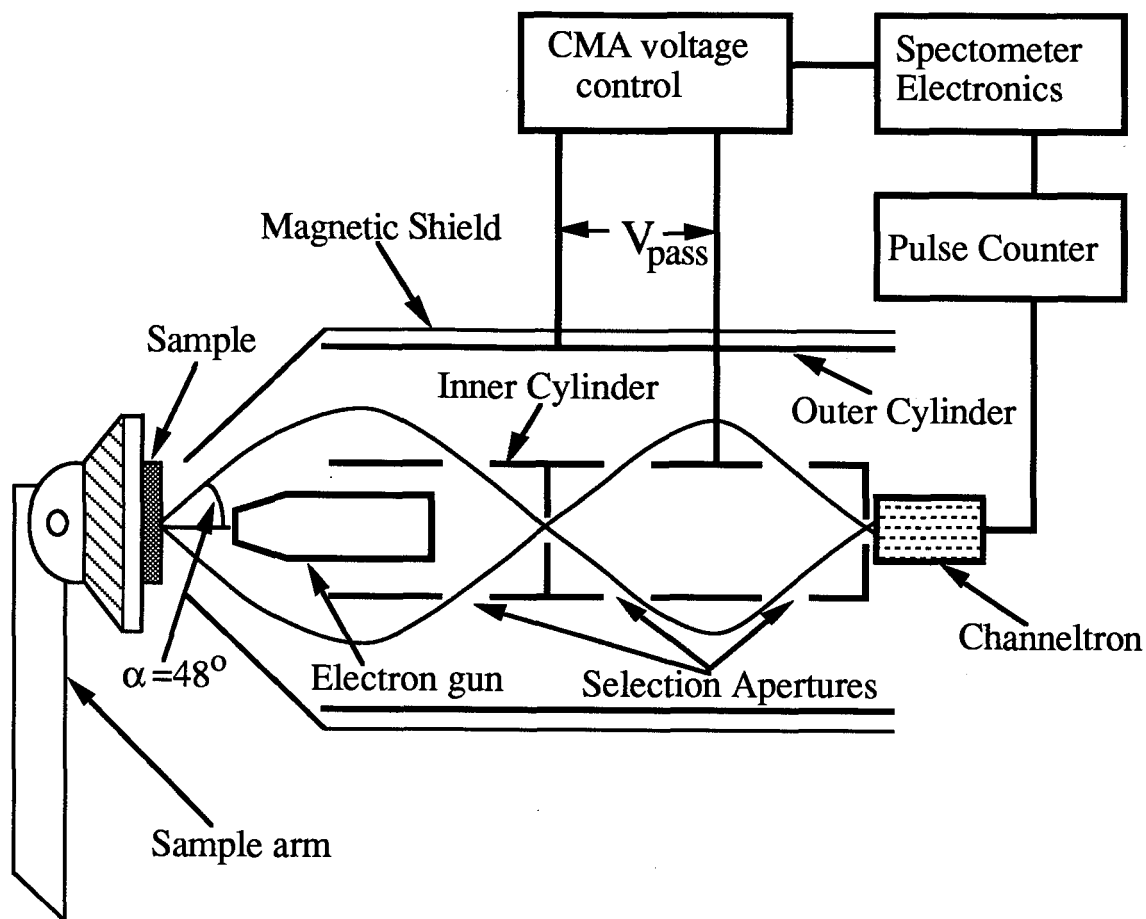 CMA voltage
control
Spectometer
Electronics
Magnetic Shield
V pass
Pulse Counter
Sample
Inner Cylinder
Outer Cylinder
α=48°
Electron gun
Selection Apertures
Channeltron
Sample arm